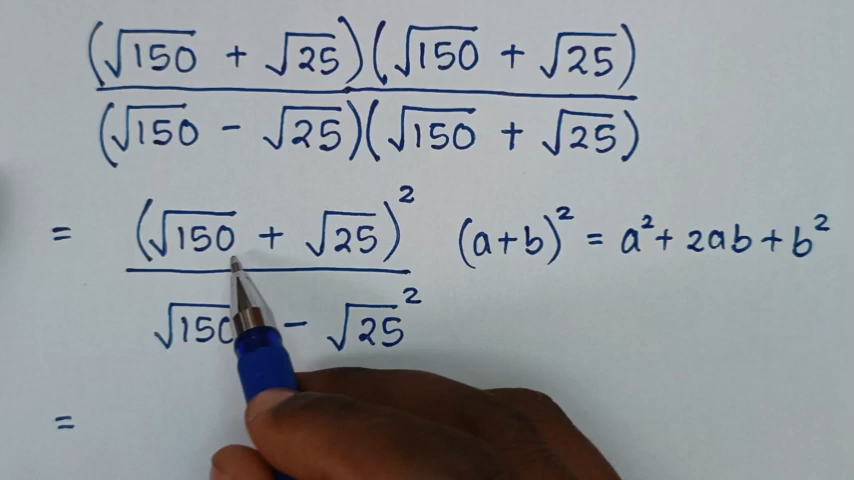 (√150 + √25)(√150 + √25)
(√150 - √25)(√150 + √25)
= (√150 + √25)² (a+b)² = a² + 2ab + b²
√150 - √25²
=